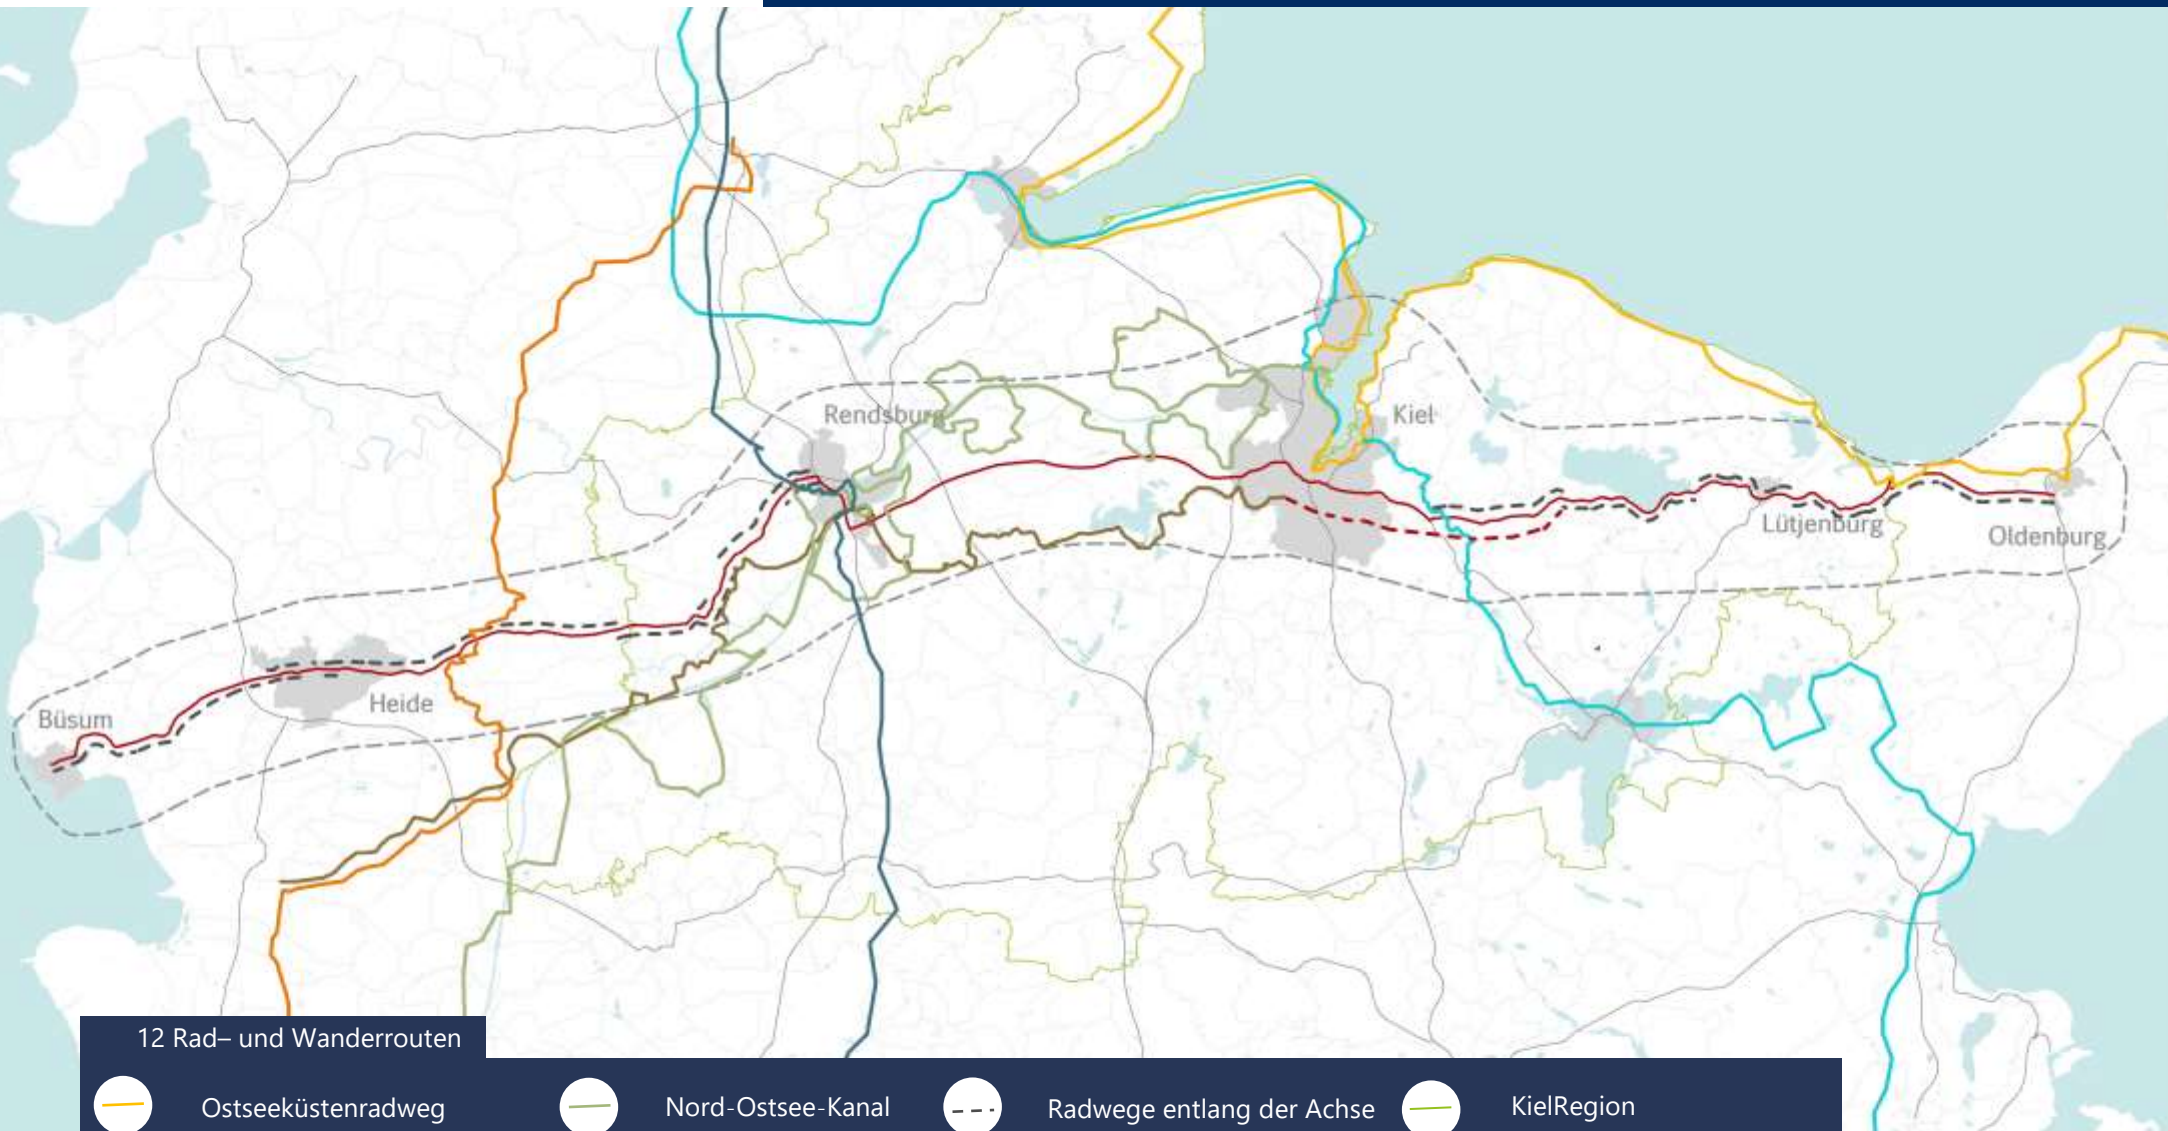 Rendsburg
Kiel
Lütjenburg
Oldenburg
Heide
Büsum
12 Rad– und Wanderrouten
Ostseeküstenradweg
Nord-Ostsee-Kanal
Radwege entlang der Achse
KielRegion